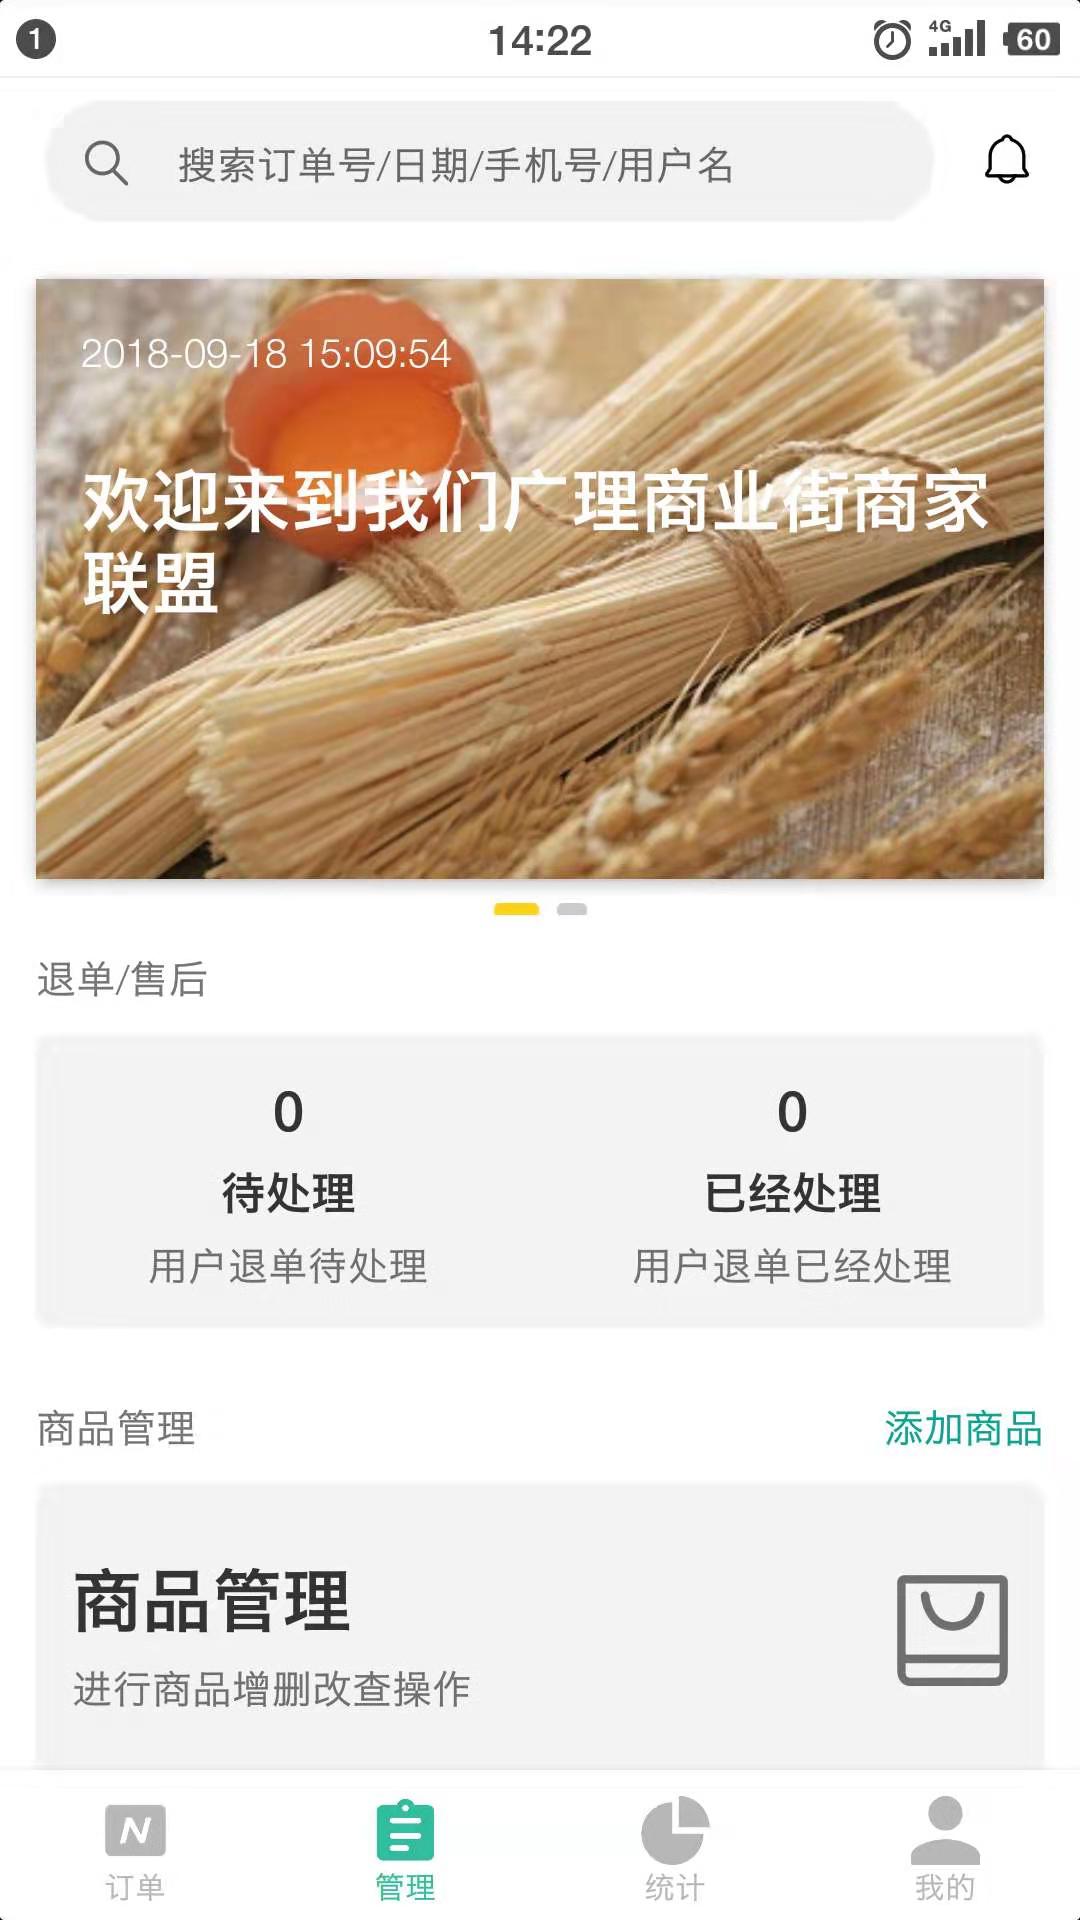 1
14:22
4G
60
搜索订单号/日期/手机号/用户名
2018-09-18 15:09:54
欢迎来到我们广理商业街商家
联盟
退单/售后
0
0
待处理
已经处理
用户退单待处理
用户退单已经处理
商品管理
添加商品
商品管理
进行商品增删改查操作
N
订单
管理
统计
我的